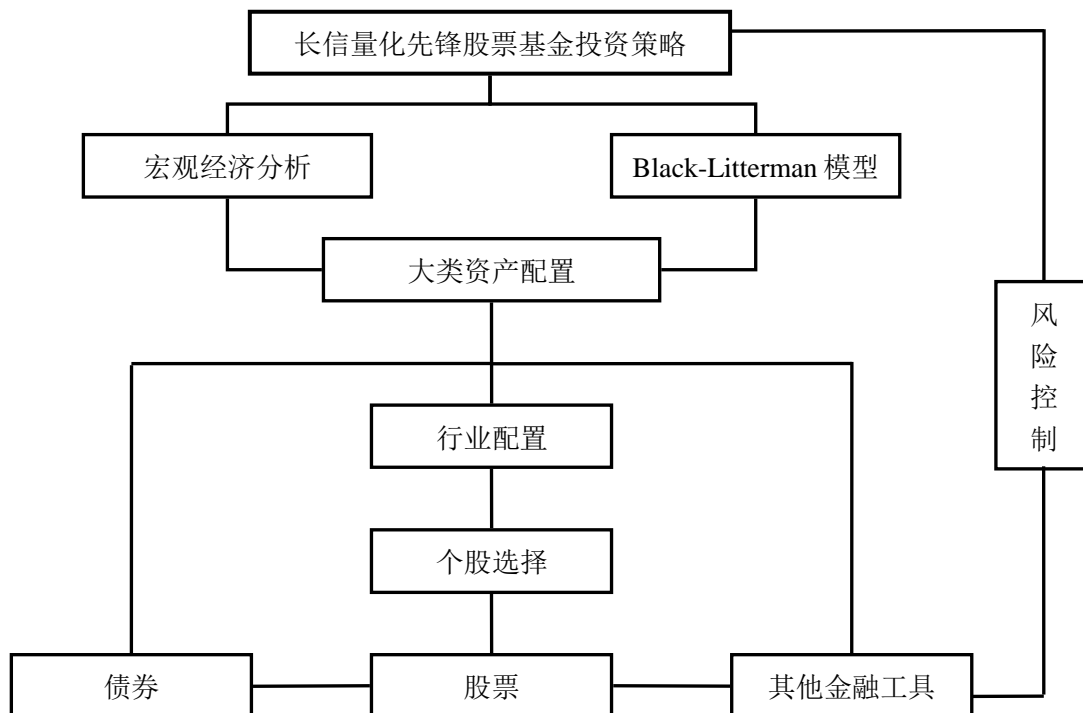 长信量化先锋股票基金投资策略
宏观经济分析
Black-Litterman 模型
大类资产配置
风
险
控
制
行业配置
个股选择
债券
股票
其他金融工具